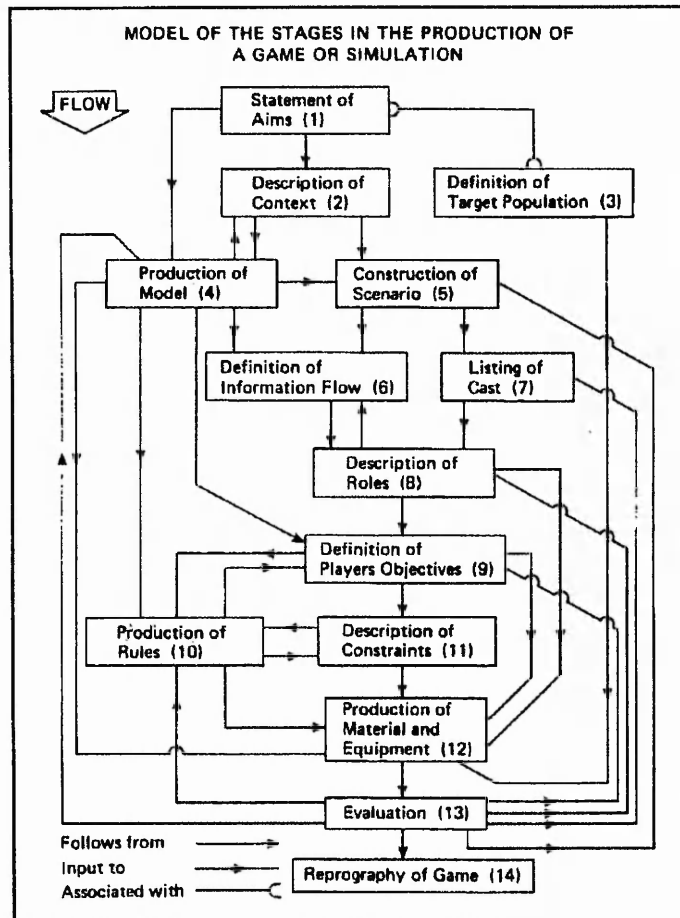 MODEL OF THE STAGES IN THE PRODUCTION OF
A GAME OR SIMULATION
FLOW
Statement of
Aims (1)
Description of
Context (2)
Definition of
Target Population (3)
Production of
Model (4)
Construction of
Scenario (5)
Definition of
Information Flow (6)
Listing of
Cast (7)
Description of
Roles (8)
Definition of
Players Objectives (9)
Production of
Rules (10)
Description of
Constraints (11)
Production of
Material and
Equipment (12)
Evaluation (13)
Follows from
Input to
Associated with
Reprography of Game (14)